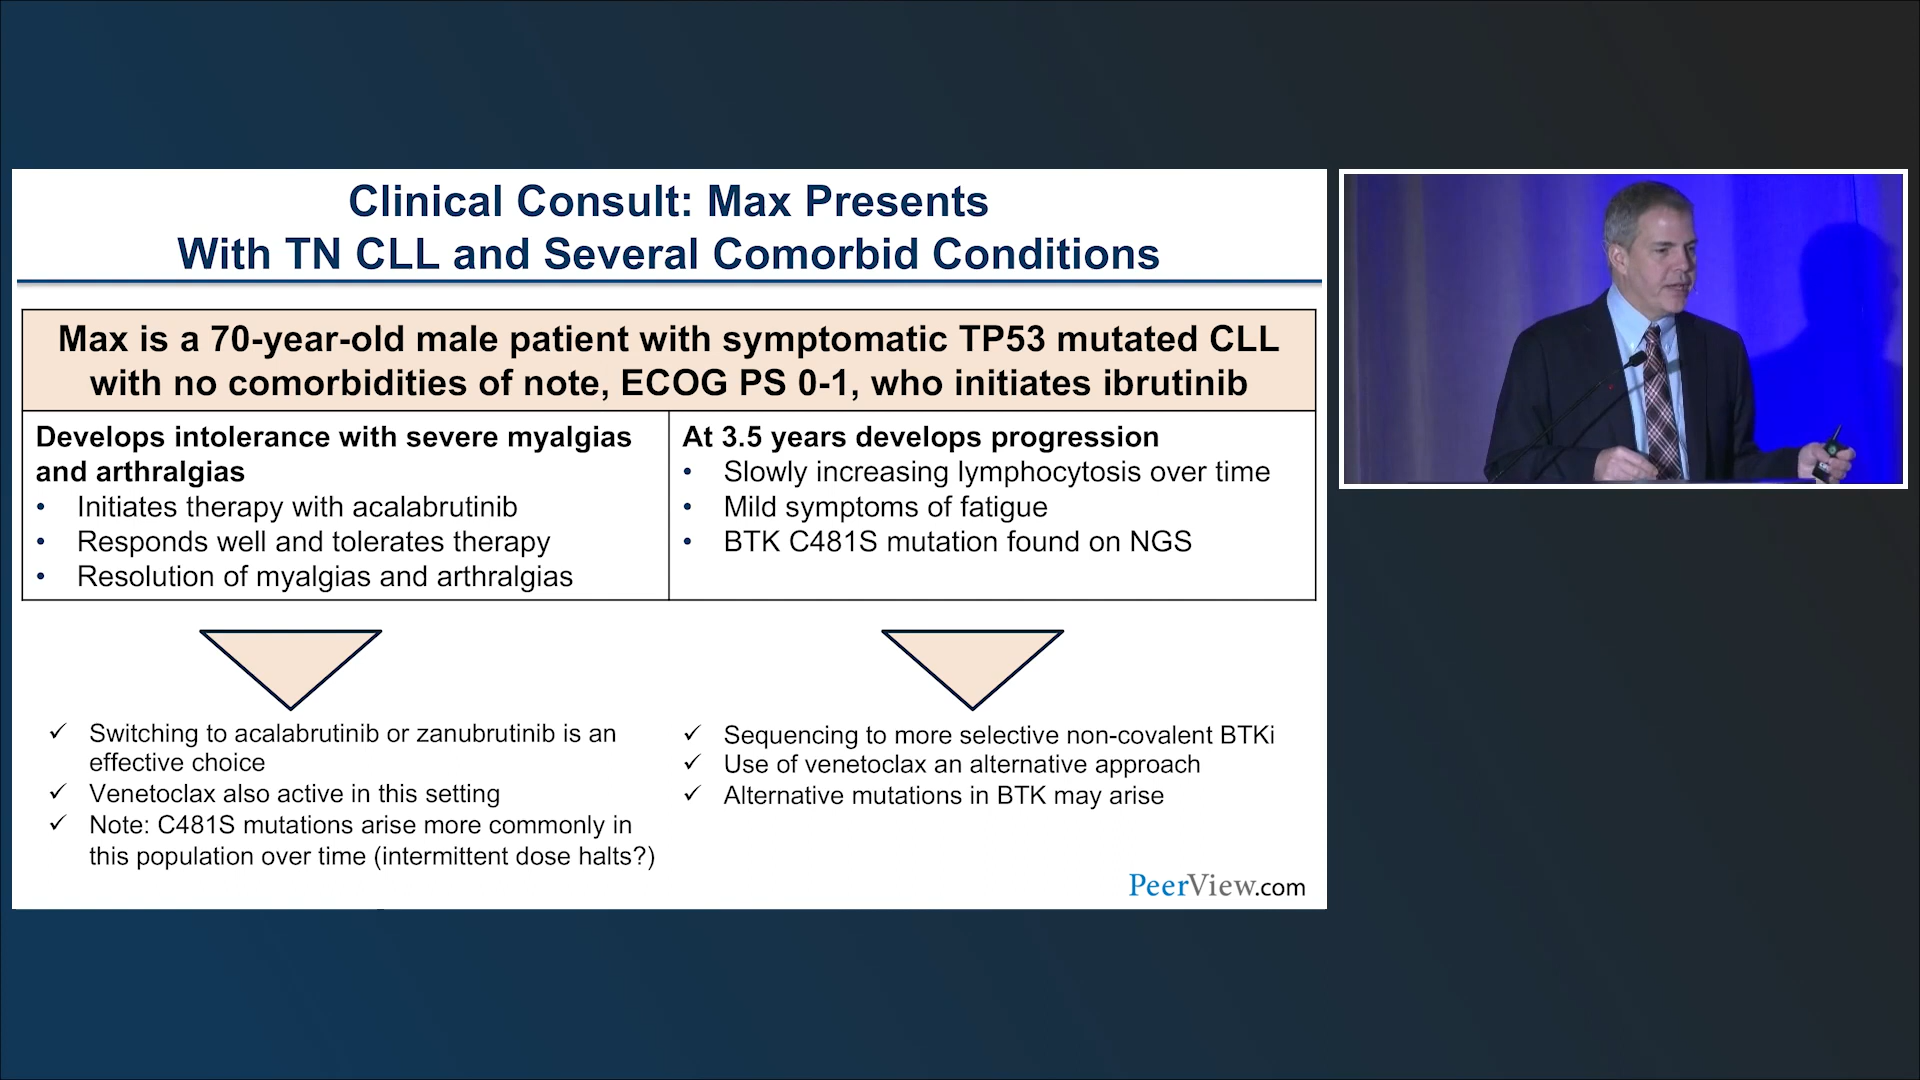 Clinical Consult: Max Presents
With TN CLL and Several Comorbid Conditions
Max is a 70-year-old male patient with symptomatic TP53 mutated CLL
with no comorbidities of note, ECOG PS 0-1, who initiates ibrutinib
Develops intolerance with severe myalgias
and arthralgias
• Initiates therapy with acalabrutinib
• Responds well and tolerates therapy
• Resolution of myalgias and arthralgias
At 3.5 years develops progression
• Slowly increasing lymphocytosis over time
• Mild symptoms of fatigue
• BTK C481S mutation found on NGS
✓ Switching to acalabrutinib or zanubrutinib is an
effective choice
✓ Venetoclax also active in this setting
✓ Note: C481S mutations arise more commonly in
this population over time (intermittent dose halts?)
✓ Sequencing to more selective non-covalent BTKi
✓ Use of venetoclax an alternative approach
✓ Alternative mutations in BTK may arise
PeerView.com